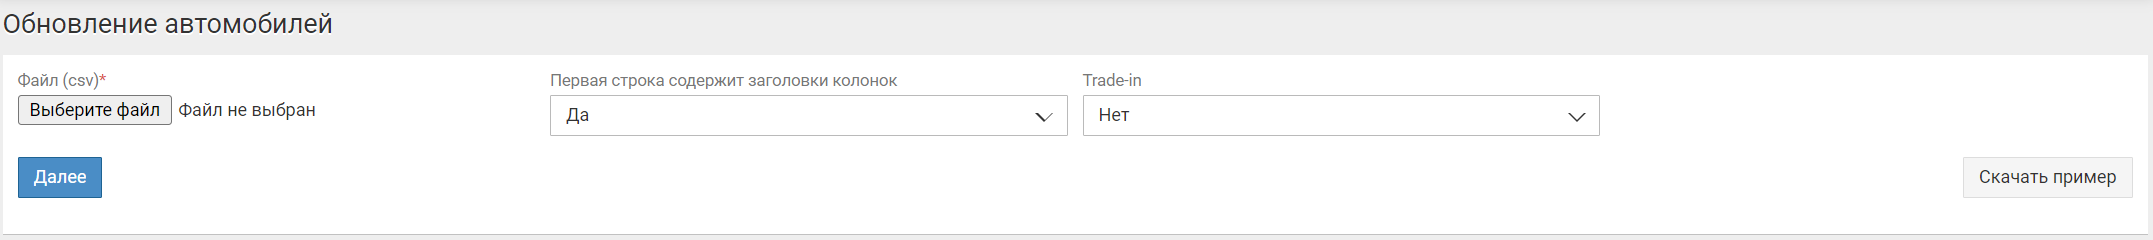 Обновление автомобилей
Файл (csv)*
Выберите файл Файл не выбран
Первая строка содержит заголовки колонок
Да
Trade-in
Нет
Далее
Скачать пример